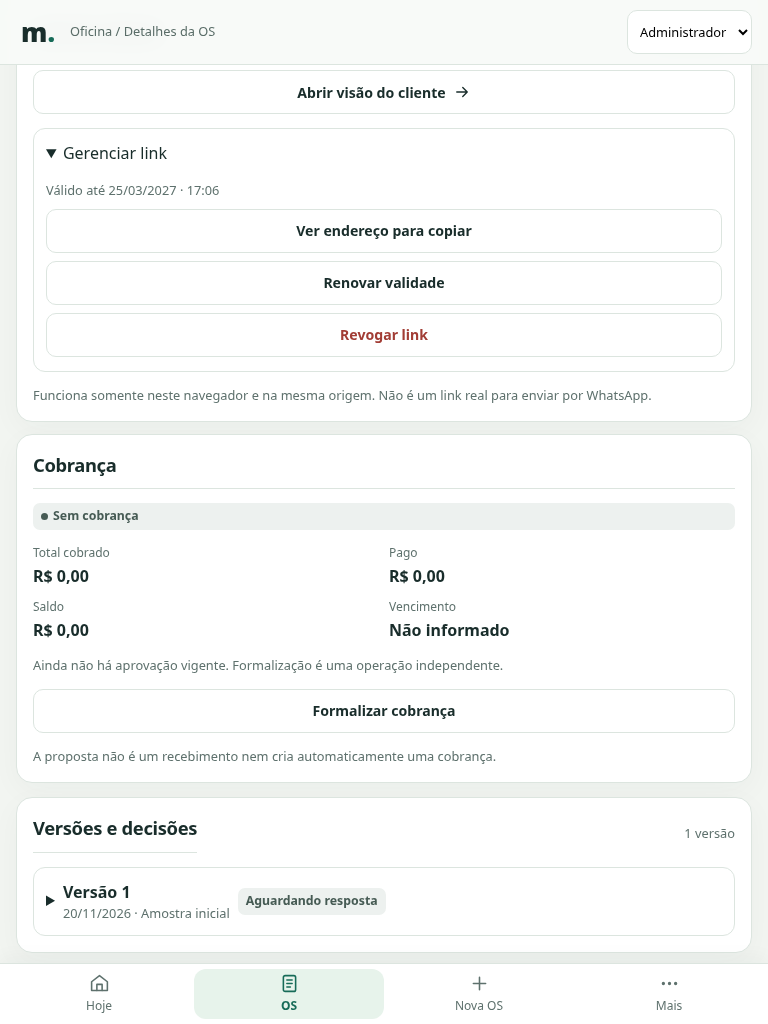 m. Oficina / Detalhes da OS Administrador
Abrir visão do cliente →
▼ Gerenciar link
Válido até 25/03/2027 · 17:06
Ver endereço para copiar
Renovar validade
Revogar link
Funciona somente neste navegador e na mesma origem. Não é um link real para enviar por WhatsApp.
Cobrança
Sem cobrança
Total cobrado Pago
R$ 0,00 R$ 0,00
Saldo Vencimento
R$ 0,00 Não informado
Ainda não há aprovação vigente. Formalização é uma operação independente.
Formalizar cobrança
A proposta não é um recebimento nem cria automaticamente uma cobrança.
Versões e decisões 1 versão
Versão 1
20/11/2026 · Amostra inicial Aguardando resposta
Hoje OS Nova OS Mais